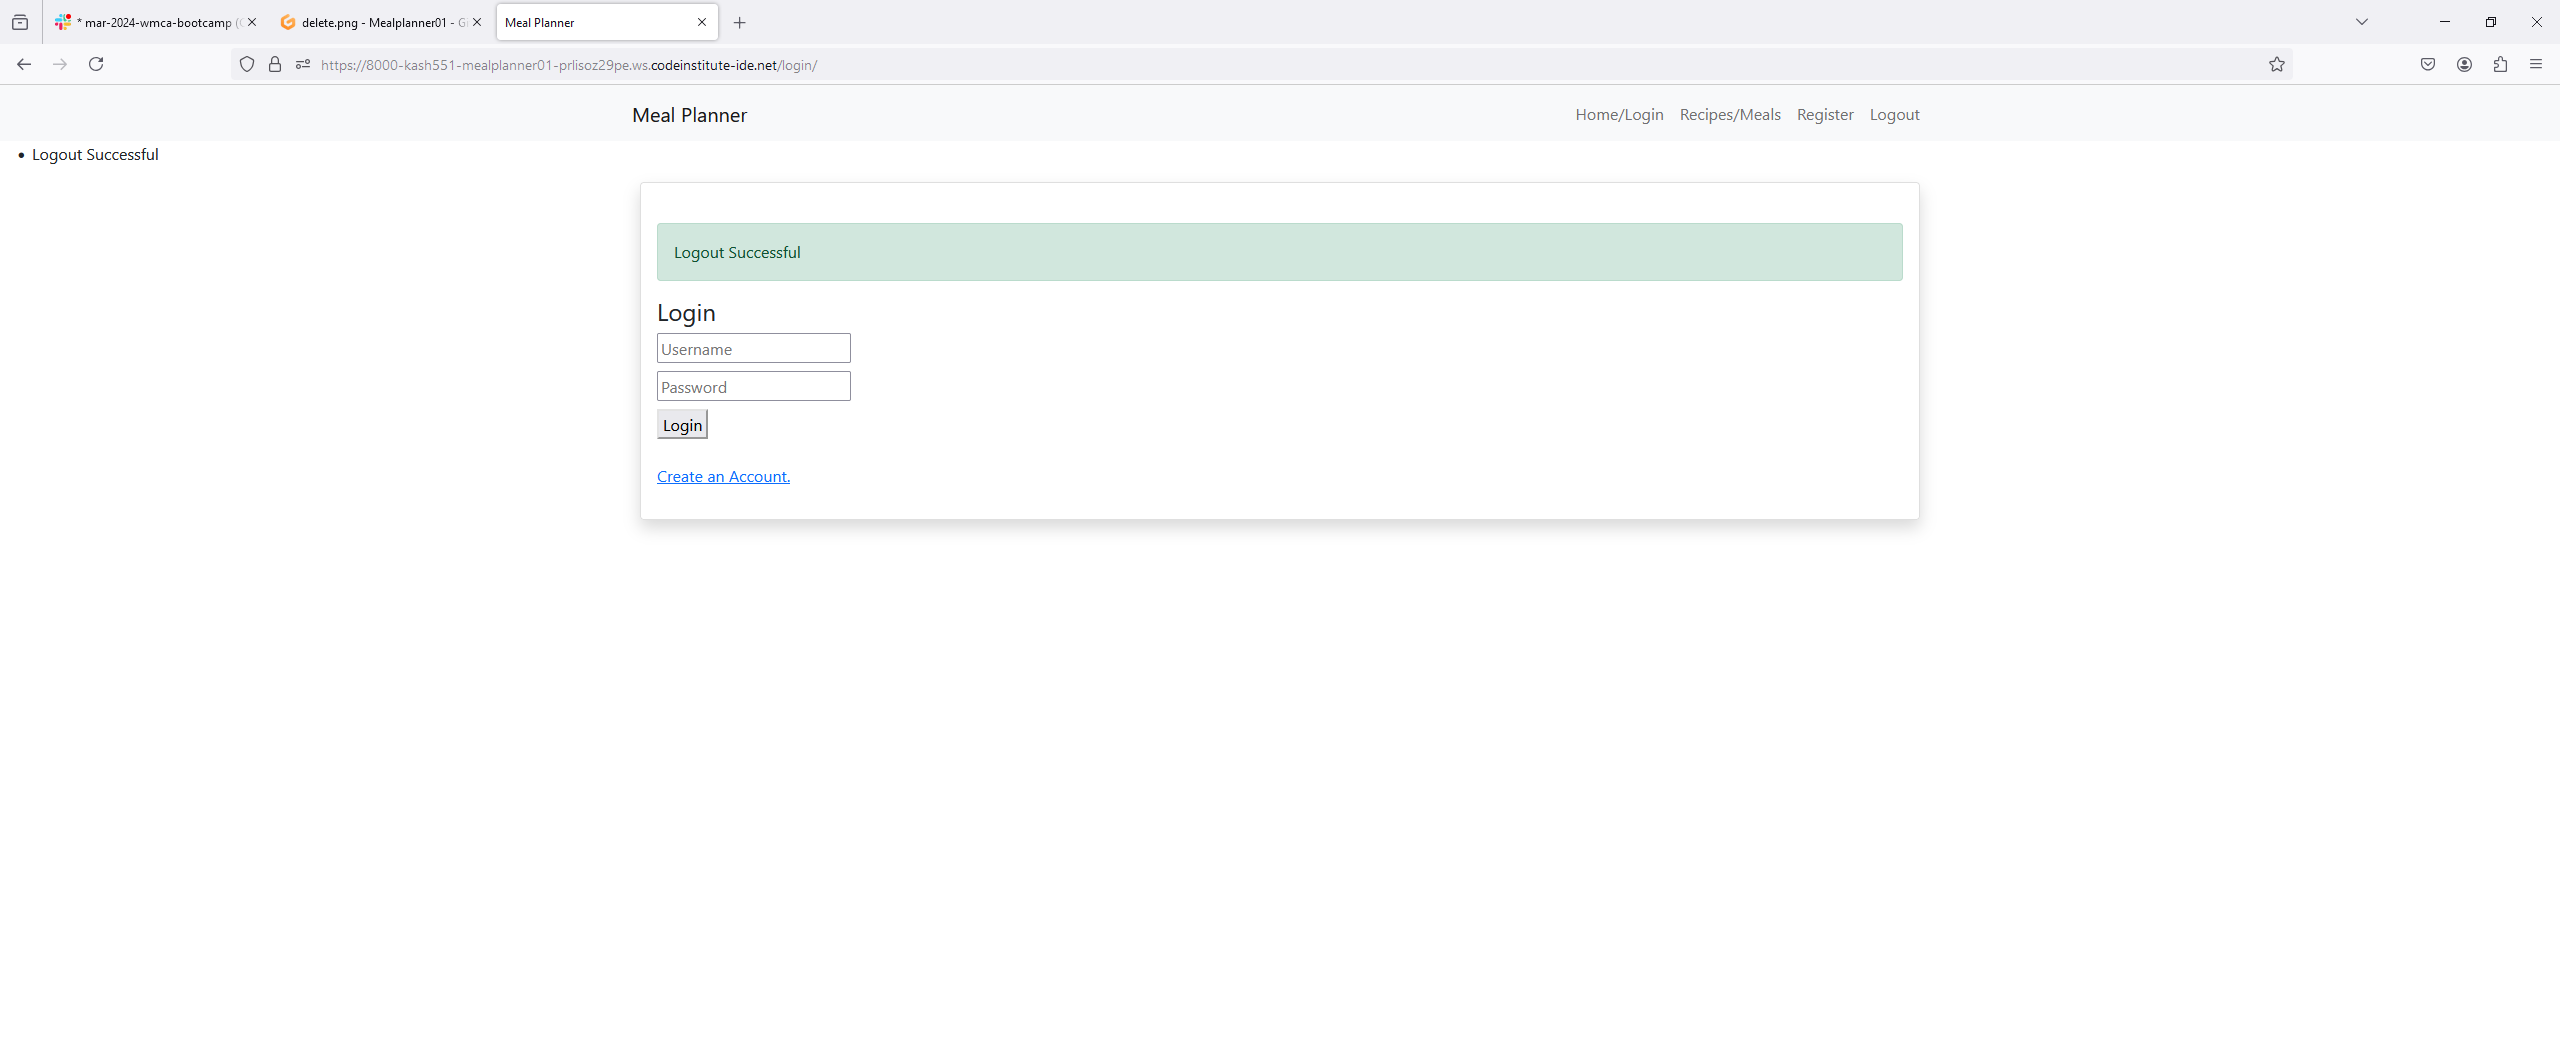 * mar-2024-wmca-bootcamp (
delete.png - Mealplanner01 - Gi
Meal Planner
https://8000-kash551-mealplanner01-prlisoz29pe.ws.codeinstitute-ide.net/login/
Meal Planner
Home/Login Recipes/Meals Register Logout
• Logout Successful
Logout Successful
Login
Username
Password
Login
Create an Account.